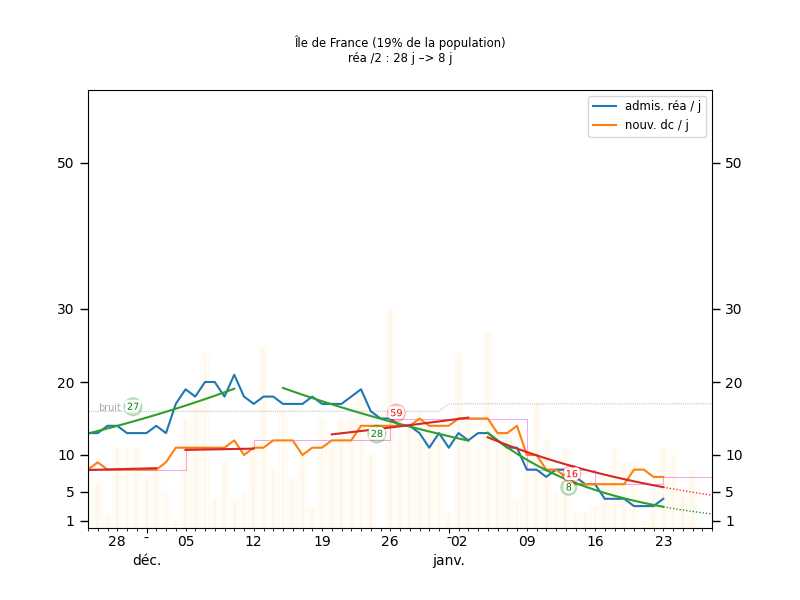 Île de France (19% de la population)
réa /2 : 28 j –> 8 j
admis. réa / j
nouv. dc / j
50 50
30 30
20 20
bruit 27
59
28
10 10
16
8
5 5
1 1
28 05 12 19 26 02 09 16 23
déc. janv.